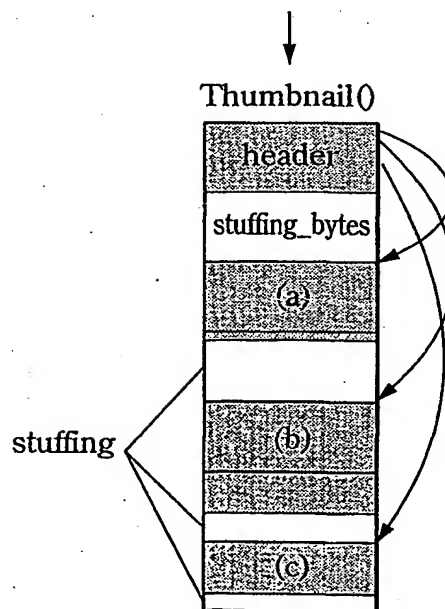 Thumbnail()
header
stuffing_bytes
(a)
(b)
stuffing
(c)